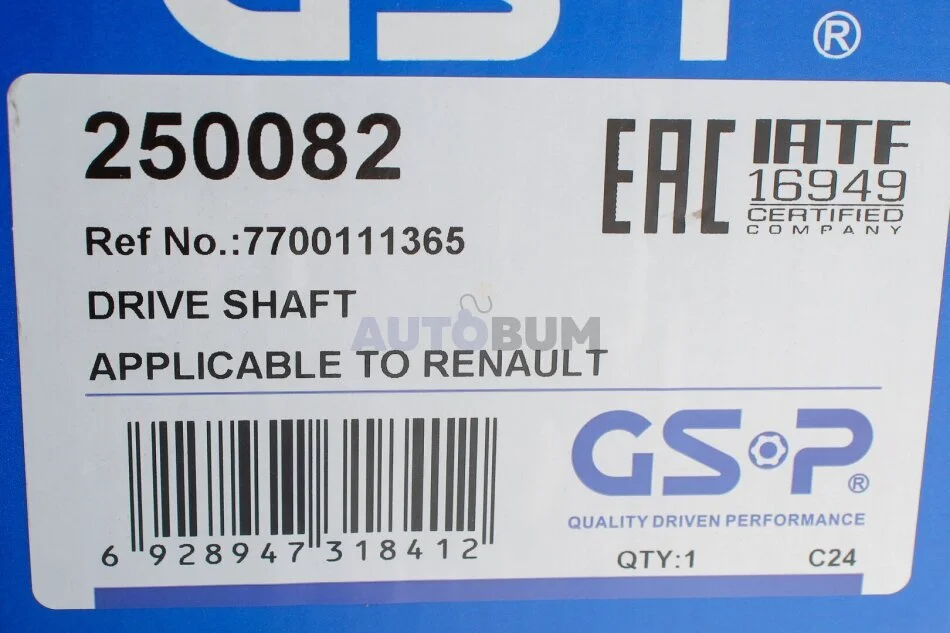 GSP®
250082
EAC IATF
16949
CERTIFIED
COMPANY
Ref No.:7700111365
DRIVE SHAFT
AUTOBUM
APPLICABLE TO RENAULT
GSP®
QUALITY DRIVEN PERFORMANCE
6 928947 318412
QTY:1 C24